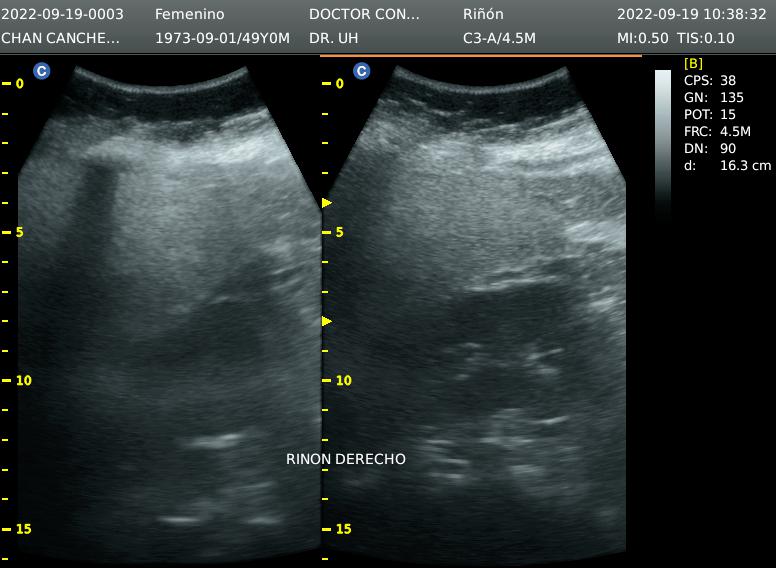 2022-09-19-0003 Femenino DOCTOR CON... Riñón 2022-09-19 10:38:32
CHAN CANCHE... 1973-09-01/49Y0M DR. UH C3-A/4.5M MI:0.50 TIS:0.10
C C
[B]
0 0
CPS: 38
GN: 135
POT: 15
FRC: 4.5M
DN: 90
d: 16.3 cm
5 5
10 10
RINON DERECHO
15 15